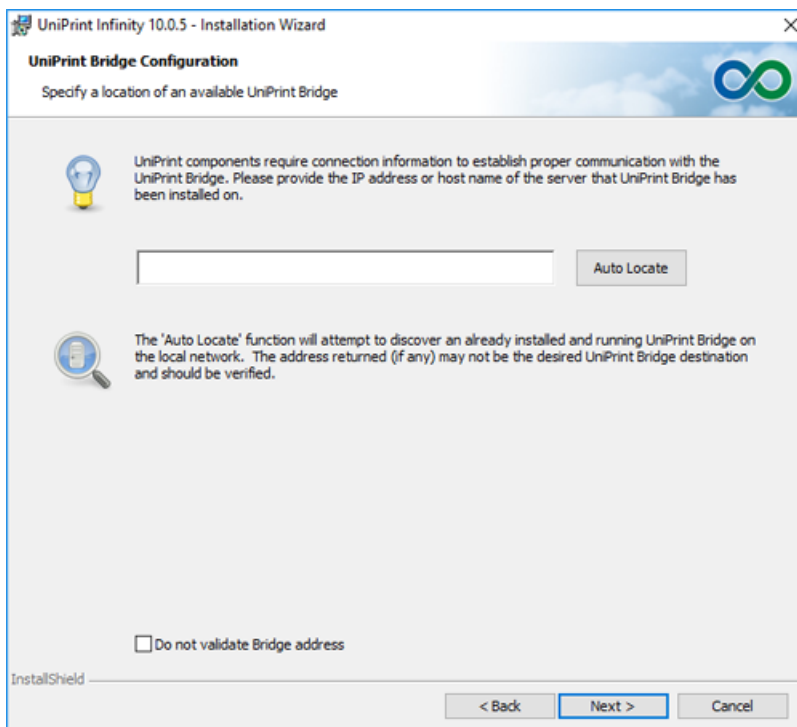 UniPrint Infinity 10.0.5 - Installation Wizard
UniPrint Bridge Configuration
Specify a location of an available UniPrint Bridge
UniPrint components require connection information to establish proper communication with the
UniPrint Bridge. Please provide the IP address or host name of the server that UniPrint Bridge has
been installed on.
Auto Locate
The 'Auto Locate' function will attempt to discover an already installed and running UniPrint Bridge on
the local network. The address returned (if any) may not be the desired UniPrint Bridge destination
and should be verified.
Do not validate Bridge address
InstallShield
< Back
Next >
Cancel